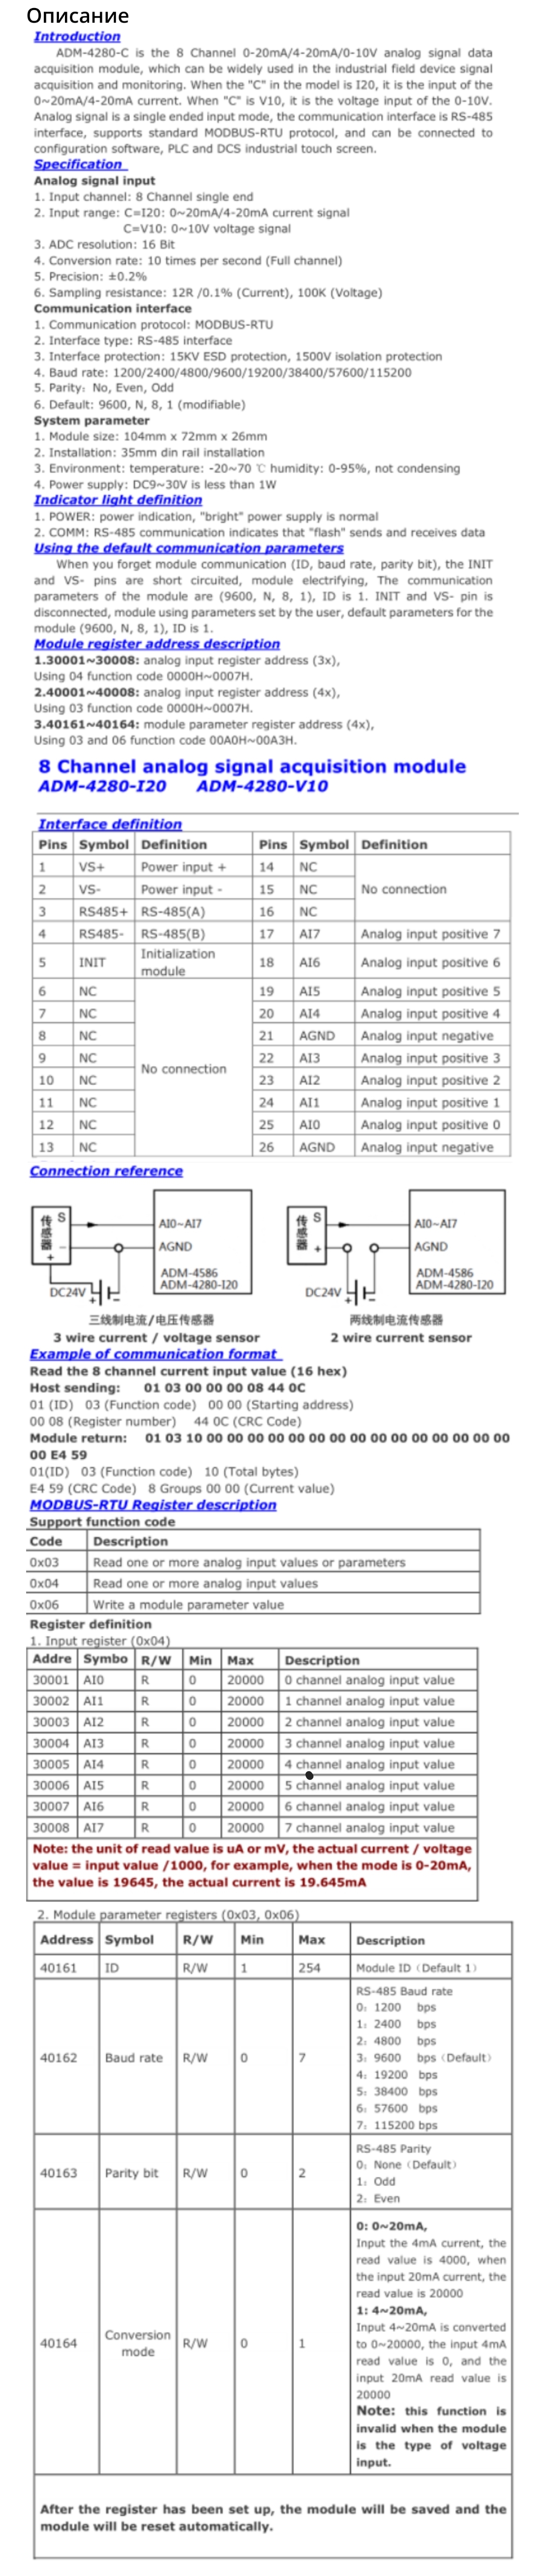 Описание
Introduction
ADM-4280-C is the 8 Channel 0-20mA/4-20mA/0-10V analog signal data
acquisition module, which can be widely used in the industrial field device signal
acquisition and monitoring. When the "C" in the model is I20, it is the input of the
0~20mA/4-20mA current. When "C" is V10, it is the voltage input of the 0-10V.
Analog signal is a single ended input mode, the communication interface is RS-485
interface, supports standard MODBUS-RTU protocol, and can be connected to
configuration software, PLC and DCS industrial touch screen.
Specification
Analog signal input
1. Input channel: 8 Channel single end
2. Input range: C=I20: 0~20mA/4-20mA current signal
C=V10: 0~10V voltage signal
3. ADC resolution: 16 Bit
4. Conversion rate: 10 times per second (Full channel)
5. Precision: ±0.2%
6. Sampling resistance: 12R /0.1% (Current), 100K (Voltage)
Communication interface
1. Communication protocol: MODBUS-RTU
2. Interface type: RS-485 interface
3. Interface protection: 15KV ESD protection, 1500V isolation protection
4. Baud rate: 1200/2400/4800/9600/19200/38400/57600/115200
5. Parity: No, Even, Odd
6. Default: 9600, N, 8, 1 (modifiable)
System parameter
1. Module size: 104mm x 72mm x 26mm
2. Installation: 35mm din rail installation
3. Environment: temperature: -20~70 ℃ humidity: 0-95%, not condensing
4. Power supply: DC9~30V is less than 1W
Indicator light definition
1. POWER: power indication, "bright" power supply is normal
2. COMM: RS-485 communication indicates that "flash" sends and receives data
Using the default communication parameters
When you forget module communication (ID, baud rate, parity bit), the INIT
and VS- pins are short circuited, module electrifying, The communication
parameters of the module are (9600, N, 8, 1), ID is 1. INIT and VS- pin is
disconnected, module using parameters set by the user, default parameters for the
module (9600, N, 8, 1), ID is 1.
Module register address description
1.30001~30008: analog input register address (3x),
Using 04 function code 0000H~0007H.
2.40001~40008: analog input register address (4x),
Using 03 function code 0000H~0007H.
3.40161~40164: module parameter register address (4x),
Using 03 and 06 function code 00A0H~00A3H.
8 Channel analog signal acquisition module
ADM-4280-I20 ADM-4280-V10
Interface definition
Pins Symbol Definition Pins Symbol Definition
1 VS+ Power input + 14 NC
2 VS- Power input - 15 NC No connection
3 RS485+ RS-485(A) 16 NC
4 RS485- RS-485(B) 17 AI7 Analog input positive 7
5 INIT Initialization module 18 AI6 Analog input positive 6
6 NC 19 AI5 Analog input positive 5
7 NC 20 AI4 Analog input positive 4
8 NC 21 AGND Analog input negative
9 NC No connection 22 AI3 Analog input positive 3
10 NC 23 AI2 Analog input positive 2
11 NC 24 AI1 Analog input positive 1
12 NC 25 AI0 Analog input positive 0
13 NC 26 AGND Analog input negative
Connection reference
传感器 S - + AI0~AI7 AGND ADM-4586 ADM-4280-I20 DC24V + -
传感器 S + AI0~AI7 AGND ADM-4586 ADM-4280-I20 DC24V + -
三线制电流/电压传感器 两线制电流传感器
3 wire current / voltage sensor 2 wire current sensor
Example of communication format
Read the 8 channel current input value (16 hex)
Host sending: 01 03 00 00 00 08 44 0C
01 (ID) 03 (Function code) 00 00 (Starting address)
00 08 (Register number) 44 0C (CRC Code)
Module return: 01 03 10 00 00 00 00 00 00 00 00 00 00 00 00 00 00 00
00 E4 59
01(ID) 03 (Function code) 10 (Total bytes)
E4 59 (CRC Code) 8 Groups 00 00 (Current value)
MODBUS-RTU Register description
Support function code
Code Description
0x03 Read one or more analog input values or parameters
0x04 Read one or more analog input values
0x06 Write a module parameter value
Register definition
1. Input register (0x04)
Addre Symbo R/W Min Max Description
30001 AI0 R 0 20000 0 channel analog input value
30002 AI1 R 0 20000 1 channel analog input value
30003 AI2 R 0 20000 2 channel analog input value
30004 AI3 R 0 20000 3 channel analog input value
30005 AI4 R 0 20000 4 channel analog input value
30006 AI5 R 0 20000 5 channel analog input value
30007 AI6 R 0 20000 6 channel analog input value
30008 AI7 R 0 20000 7 channel analog input value
Note: the unit of read value is uA or mV, the actual current / voltage
value = input value /1000, for example, when the mode is 0-20mA,
the value is 19645, the actual current is 19.645mA
2. Module parameter registers (0x03, 0x06)
Address Symbol R/W Min Max Description
40161 ID R/W 1 254 Module ID (Default 1)
40162 Baud rate R/W 0 7
RS-485 Baud rate
0: 1200 bps
1: 2400 bps
2: 4800 bps
3: 9600 bps (Default)
4: 19200 bps
5: 38400 bps
6: 57600 bps
7: 115200 bps
40163 Parity bit R/W 0 2
RS-485 Parity
0: None (Default)
1: Odd
2: Even
40164 Conversion mode R/W 0 1
0: 0~20mA,
Input the 4mA current, the
read value is 4000, when
the input 20mA current, the
read value is 20000
1: 4~20mA,
Input 4~20mA is converted
to 0~20000, the input 4mA
read value is 0, and the
input 20mA read value is
20000
Note: this function is
invalid when the module
is the type of voltage
input.
After the register has been set up, the module will be saved and the
module will be reset automatically.